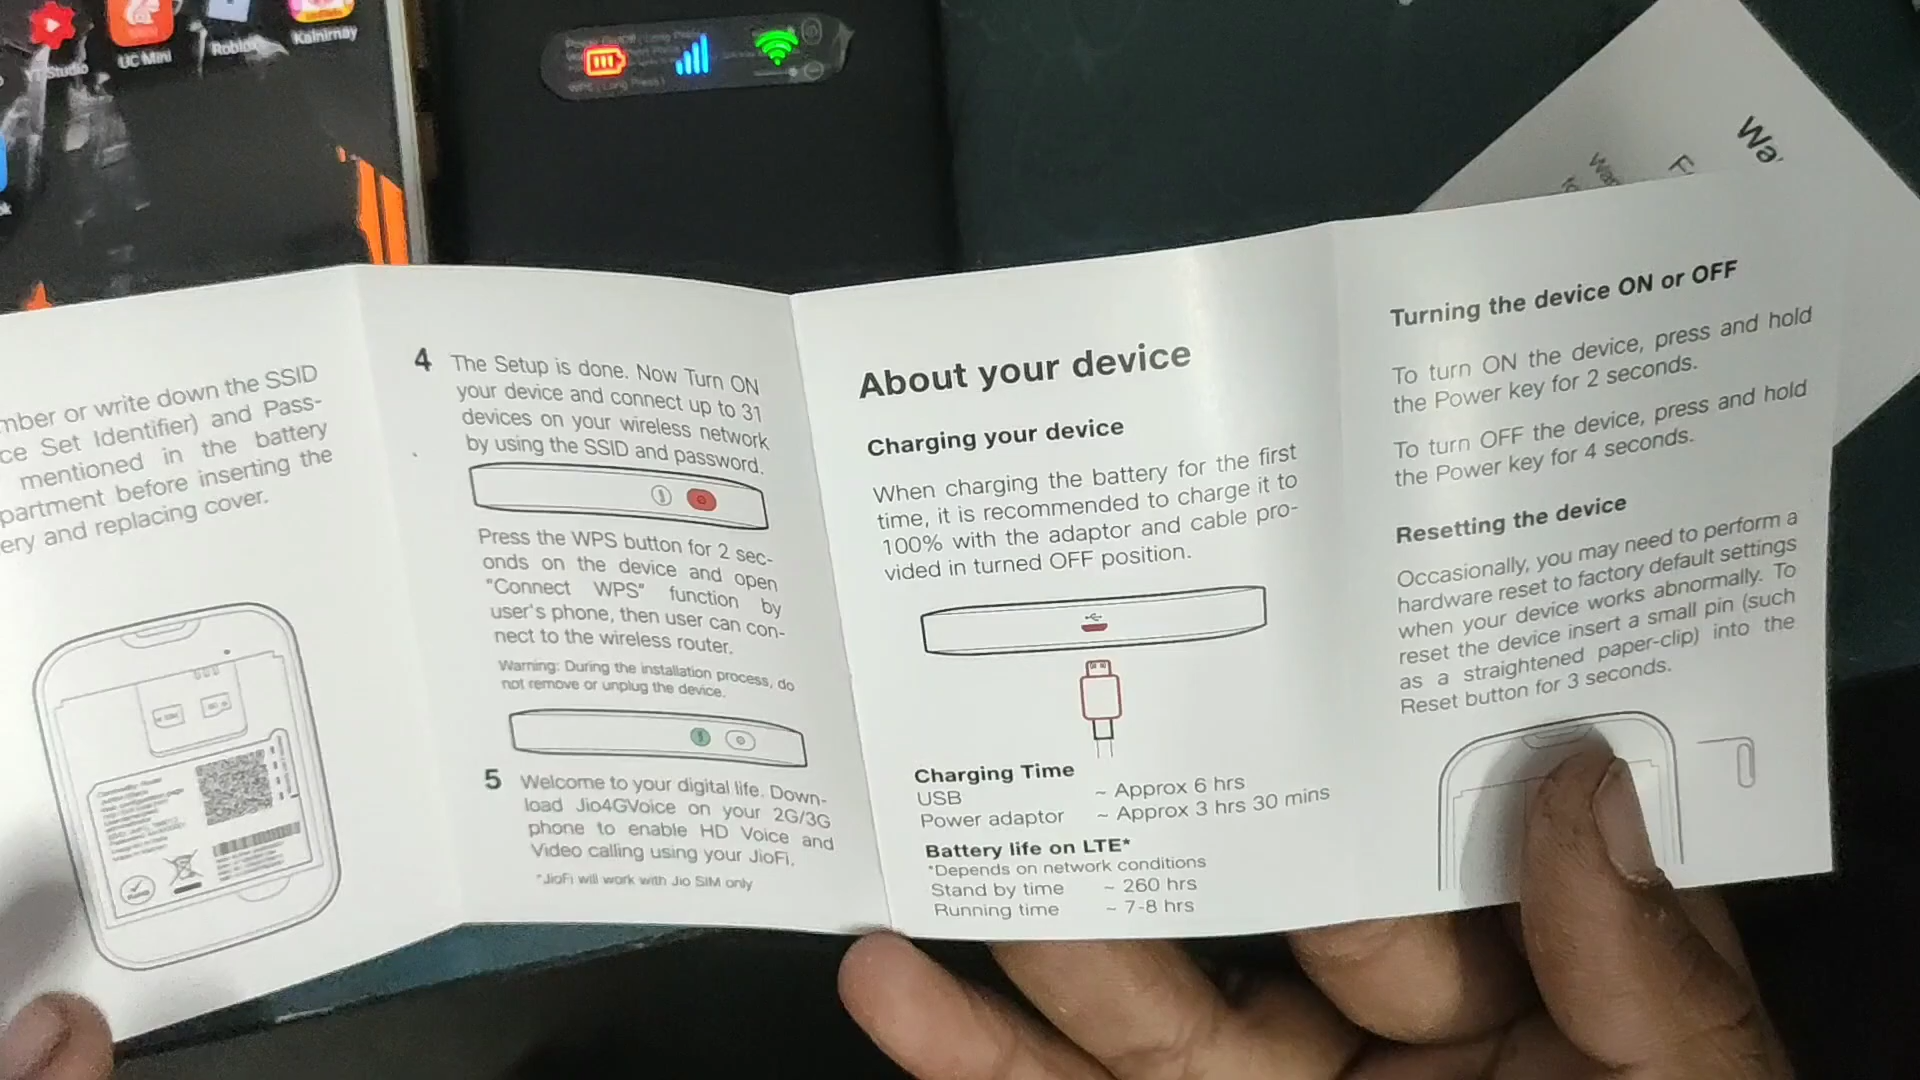 YT Studio
UC Mini
Roblox
Kalnirnay
WPS ( Long Press )
Wa
F
mber or write down the SSID
ce Set Identifier) and Pass-
mentioned in the battery
partment before inserting the
ery and replacing cover.
4 The Setup is done. Now Turn ON
your device and connect up to 31
devices on your wireless network
by using the SSID and password.
Press the WPS button for 2 sec-
onds on the device and open
"Connect WPS" function by
user's phone, then user can con-
nect to the wireless router.
Warning: During the installation process, do
not remove or unplug the device.
5 Welcome to your digital life. Down-
load Jio4GVoice on your 2G/3G
phone to enable HD Voice and
Video calling using your JioFi.
*JioFi will work with Jio SIM only
About your device
Charging your device
When charging the battery for the first
time, it is recommended to charge it to
100% with the adaptor and cable pro-
vided in turned OFF position.
Charging Time
USB ~ Approx 6 hrs
Power adaptor ~ Approx 3 hrs 30 mins
Battery life on LTE*
*Depends on network conditions
Stand by time ~ 260 hrs
Running time ~ 7-8 hrs
Turning the device ON or OFF
To turn ON the device, press and hold
the Power key for 2 seconds.
To turn OFF the device, press and hold
the Power key for 4 seconds.
Resetting the device
Occasionally, you may need to perform a
hardware reset to factory default settings
when your device works abnormally. To
reset the device insert a small pin (such
as a straightened paper-clip) into the
Reset button for 3 seconds.